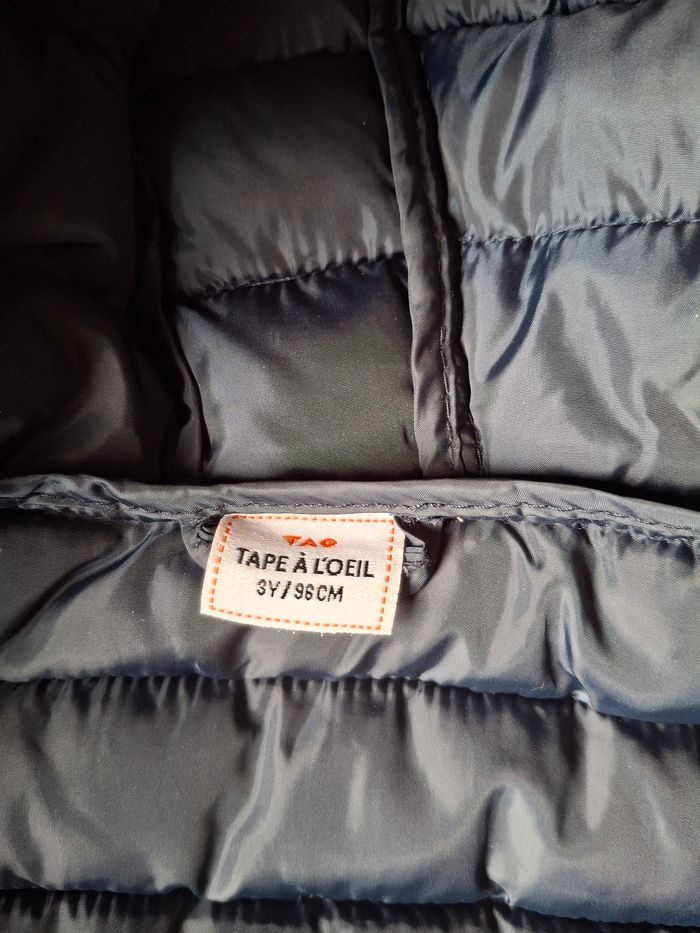 TAO
TAPE À L'OEIL
3Y/96CM